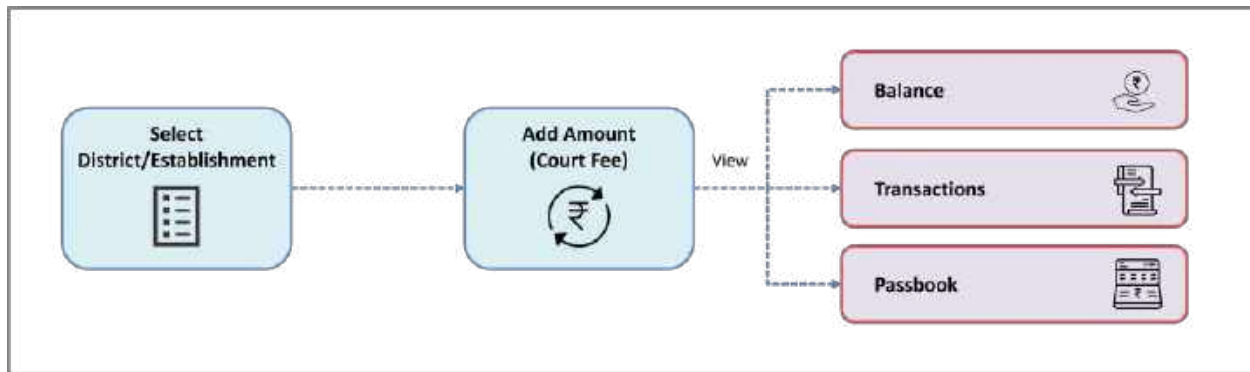 Select
District/Establishment
Add Amount
(Court Fee)
₹
View
Balance
₹
Transactions
Passbook
₹